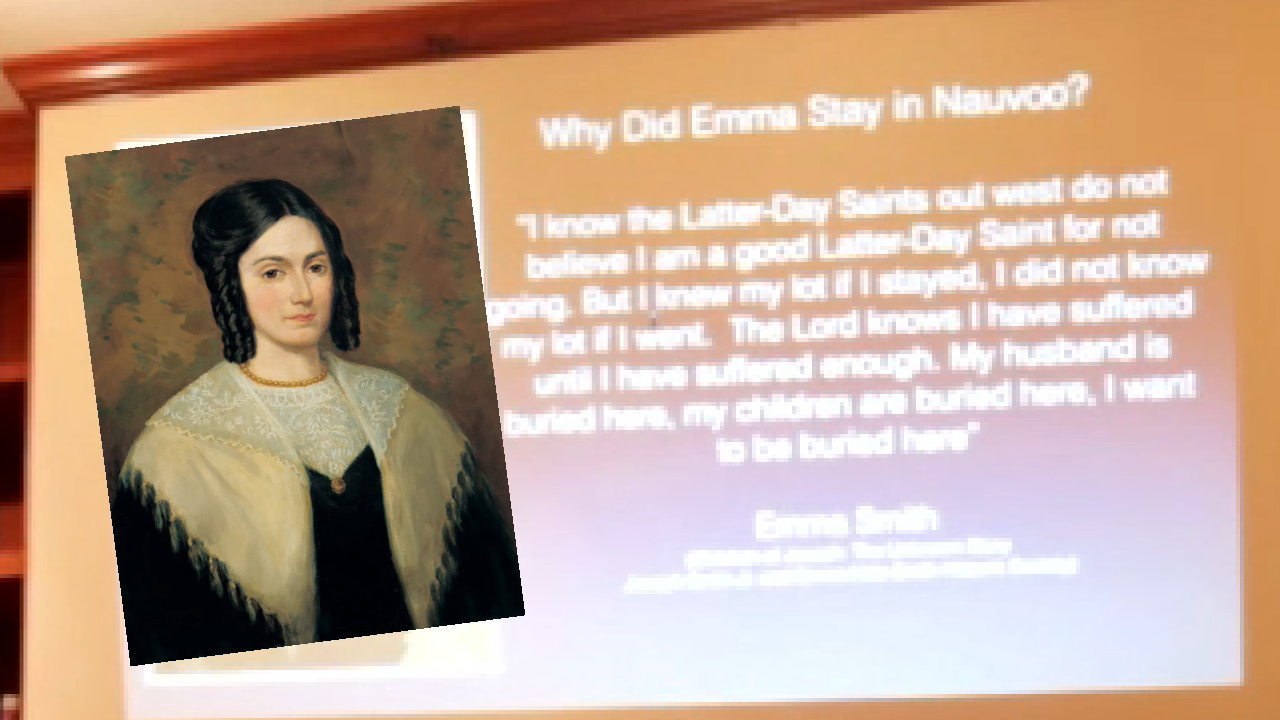 Why Did Emma Stay in Nauvoo?
"I know the Latter-Day Saints out west do not
believe I am a good Latter-Day Saint for not
going. But I knew my lot if I stayed, I did not know
my lot if I went. The Lord knows I have suffered
until I have suffered enough. My husband is
buried here, my children are buried here, I want
to be buried here"
Emma Smith